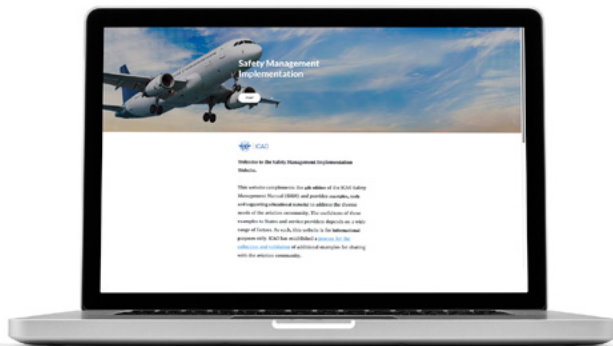 Safety Management
Implementation
ICAO
Welcome to the Safety Management Implementation
Website.
This website complements the 4th edition of the ICAO Safety
Management Manual (SMM) and provides examples, tools
and supporting educational material to address the diverse
needs of the aviation community. The usefulness of these
examples to States and service providers depends on a wide
range of factors. As such, this website is for informational
purposes only. ICAO has established a process for the
collection and validation of additional examples for sharing
with the aviation community.